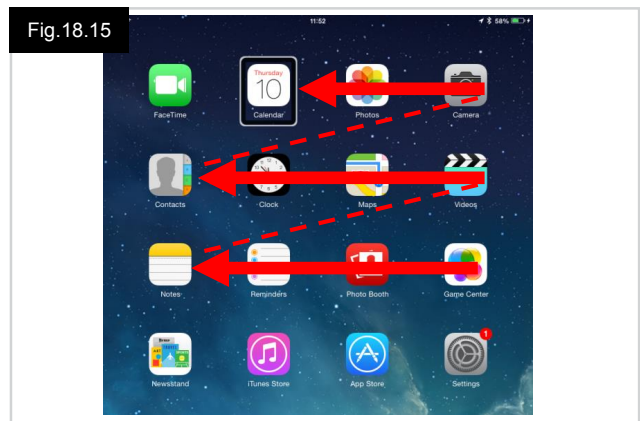 Fig.18.15
11:52
58%
Thursday
10
FaceTime
Calendar
Photos
Camera
Contacts
Clock
Maps
Videos
Notes
Reminders
Photo Booth
Game Center
1
Newsstand
iTunes Store
App Store
Settings